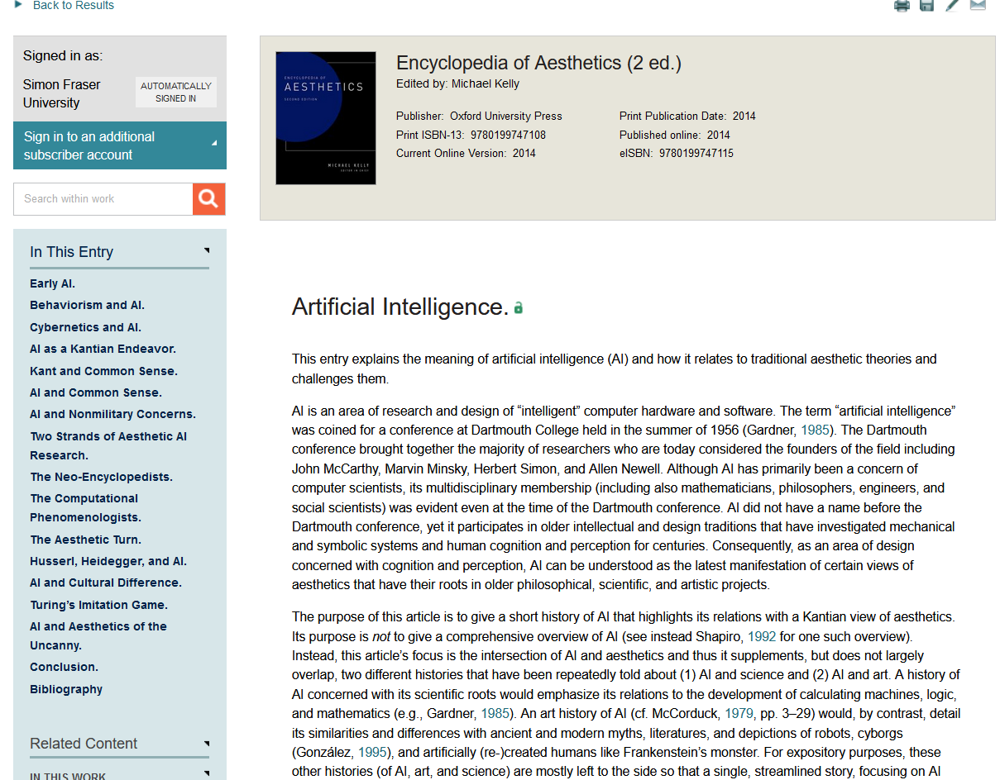 Back to Results
Signed in as:
Simon Fraser
University
AUTOMATICALLY
SIGNED IN
Sign in to an additional
subscriber account
Search within work
In This Entry
Early AI.
Behaviorism and AI.
Cybernetics and AI.
AI as a Kantian Endeavor.
Kant and Common Sense.
AI and Common Sense.
AI and Nonmilitary Concerns.
Two Strands of Aesthetic AI
Research.
The Neo-Encyclopedists.
The Computational
Phenomenologists.
The Aesthetic Turn.
Husserl, Heidegger, and AI.
AI and Cultural Difference.
Turing’s Imitation Game.
AI and Aesthetics of the
Uncanny.
Conclusion.
Bibliography
Related Content
IN THIS WORK
ENCYCLOPEDIA OF
AESTHETICS
SECOND EDITION
MICHAEL KELLY
EDITOR IN CHIEF
Encyclopedia of Aesthetics (2 ed.)
Edited by: Michael Kelly
Publisher: Oxford University Press
Print Publication Date: 2014
Print ISBN-13: 9780199747108
Published online: 2014
Current Online Version: 2014
eISBN: 9780199747115
Artificial Intelligence.
This entry explains the meaning of artificial intelligence (AI) and how it relates to traditional aesthetic theories and
challenges them.
AI is an area of research and design of “intelligent” computer hardware and software. The term “artificial intelligence”
was coined for a conference at Dartmouth College held in the summer of 1956 (Gardner, 1985). The Dartmouth
conference brought together the majority of researchers who are today considered the founders of the field including
John McCarthy, Marvin Minsky, Herbert Simon, and Allen Newell. Although AI has primarily been a concern of
computer scientists, its multidisciplinary membership (including also mathematicians, philosophers, engineers, and
social scientists) was evident even at the time of the Dartmouth conference. AI did not have a name before the
Dartmouth conference, yet it participates in older intellectual and design traditions that have investigated mechanical
and symbolic systems and human cognition and perception for centuries. Consequently, as an area of design
concerned with cognition and perception, AI can be understood as the latest manifestation of certain views of
aesthetics that have their roots in older philosophical, scientific, and artistic projects.
The purpose of this article is to give a short history of AI that highlights its relations with a Kantian view of aesthetics.
Its purpose is not to give a comprehensive overview of AI (see instead Shapiro, 1992 for one such overview).
Instead, this article’s focus is the intersection of AI and aesthetics and thus it supplements, but does not largely
overlap, two different histories that have been repeatedly told about (1) AI and science and (2) AI and art. A history of
AI concerned with its scientific roots would emphasize its relations to the development of calculating machines, logic,
and mathematics (e.g., Gardner, 1985). An art history of AI (cf. McCorduck, 1979, pp. 3–29) would, by contrast, detail
its similarities and differences with ancient and modern myths, literatures, and depictions of robots, cyborgs
(González, 1995), and artificially (re-)created humans like Frankenstein’s monster. For expository purposes, these
other histories (of AI, art, and science) are mostly left to the side so that a single, streamlined story, focusing on AI